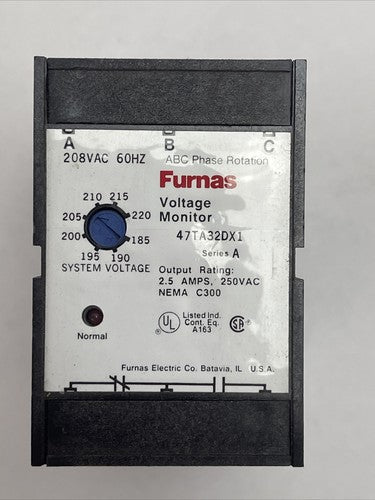 A B C
208VAC 60HZ ABC Phase Rotation
Furnas
Voltage
Monitor
47TA32DX1
Series A
210 215
205 220
200 185
195 190
SYSTEM VOLTAGE
Output Rating:
2.5 AMPS, 250VAC
NEMA C300
Normal
UL
Listed Ind.
Cont. Eq.
A163
SA
Furnas Electric Co. Batavia, IL. U.S.A.